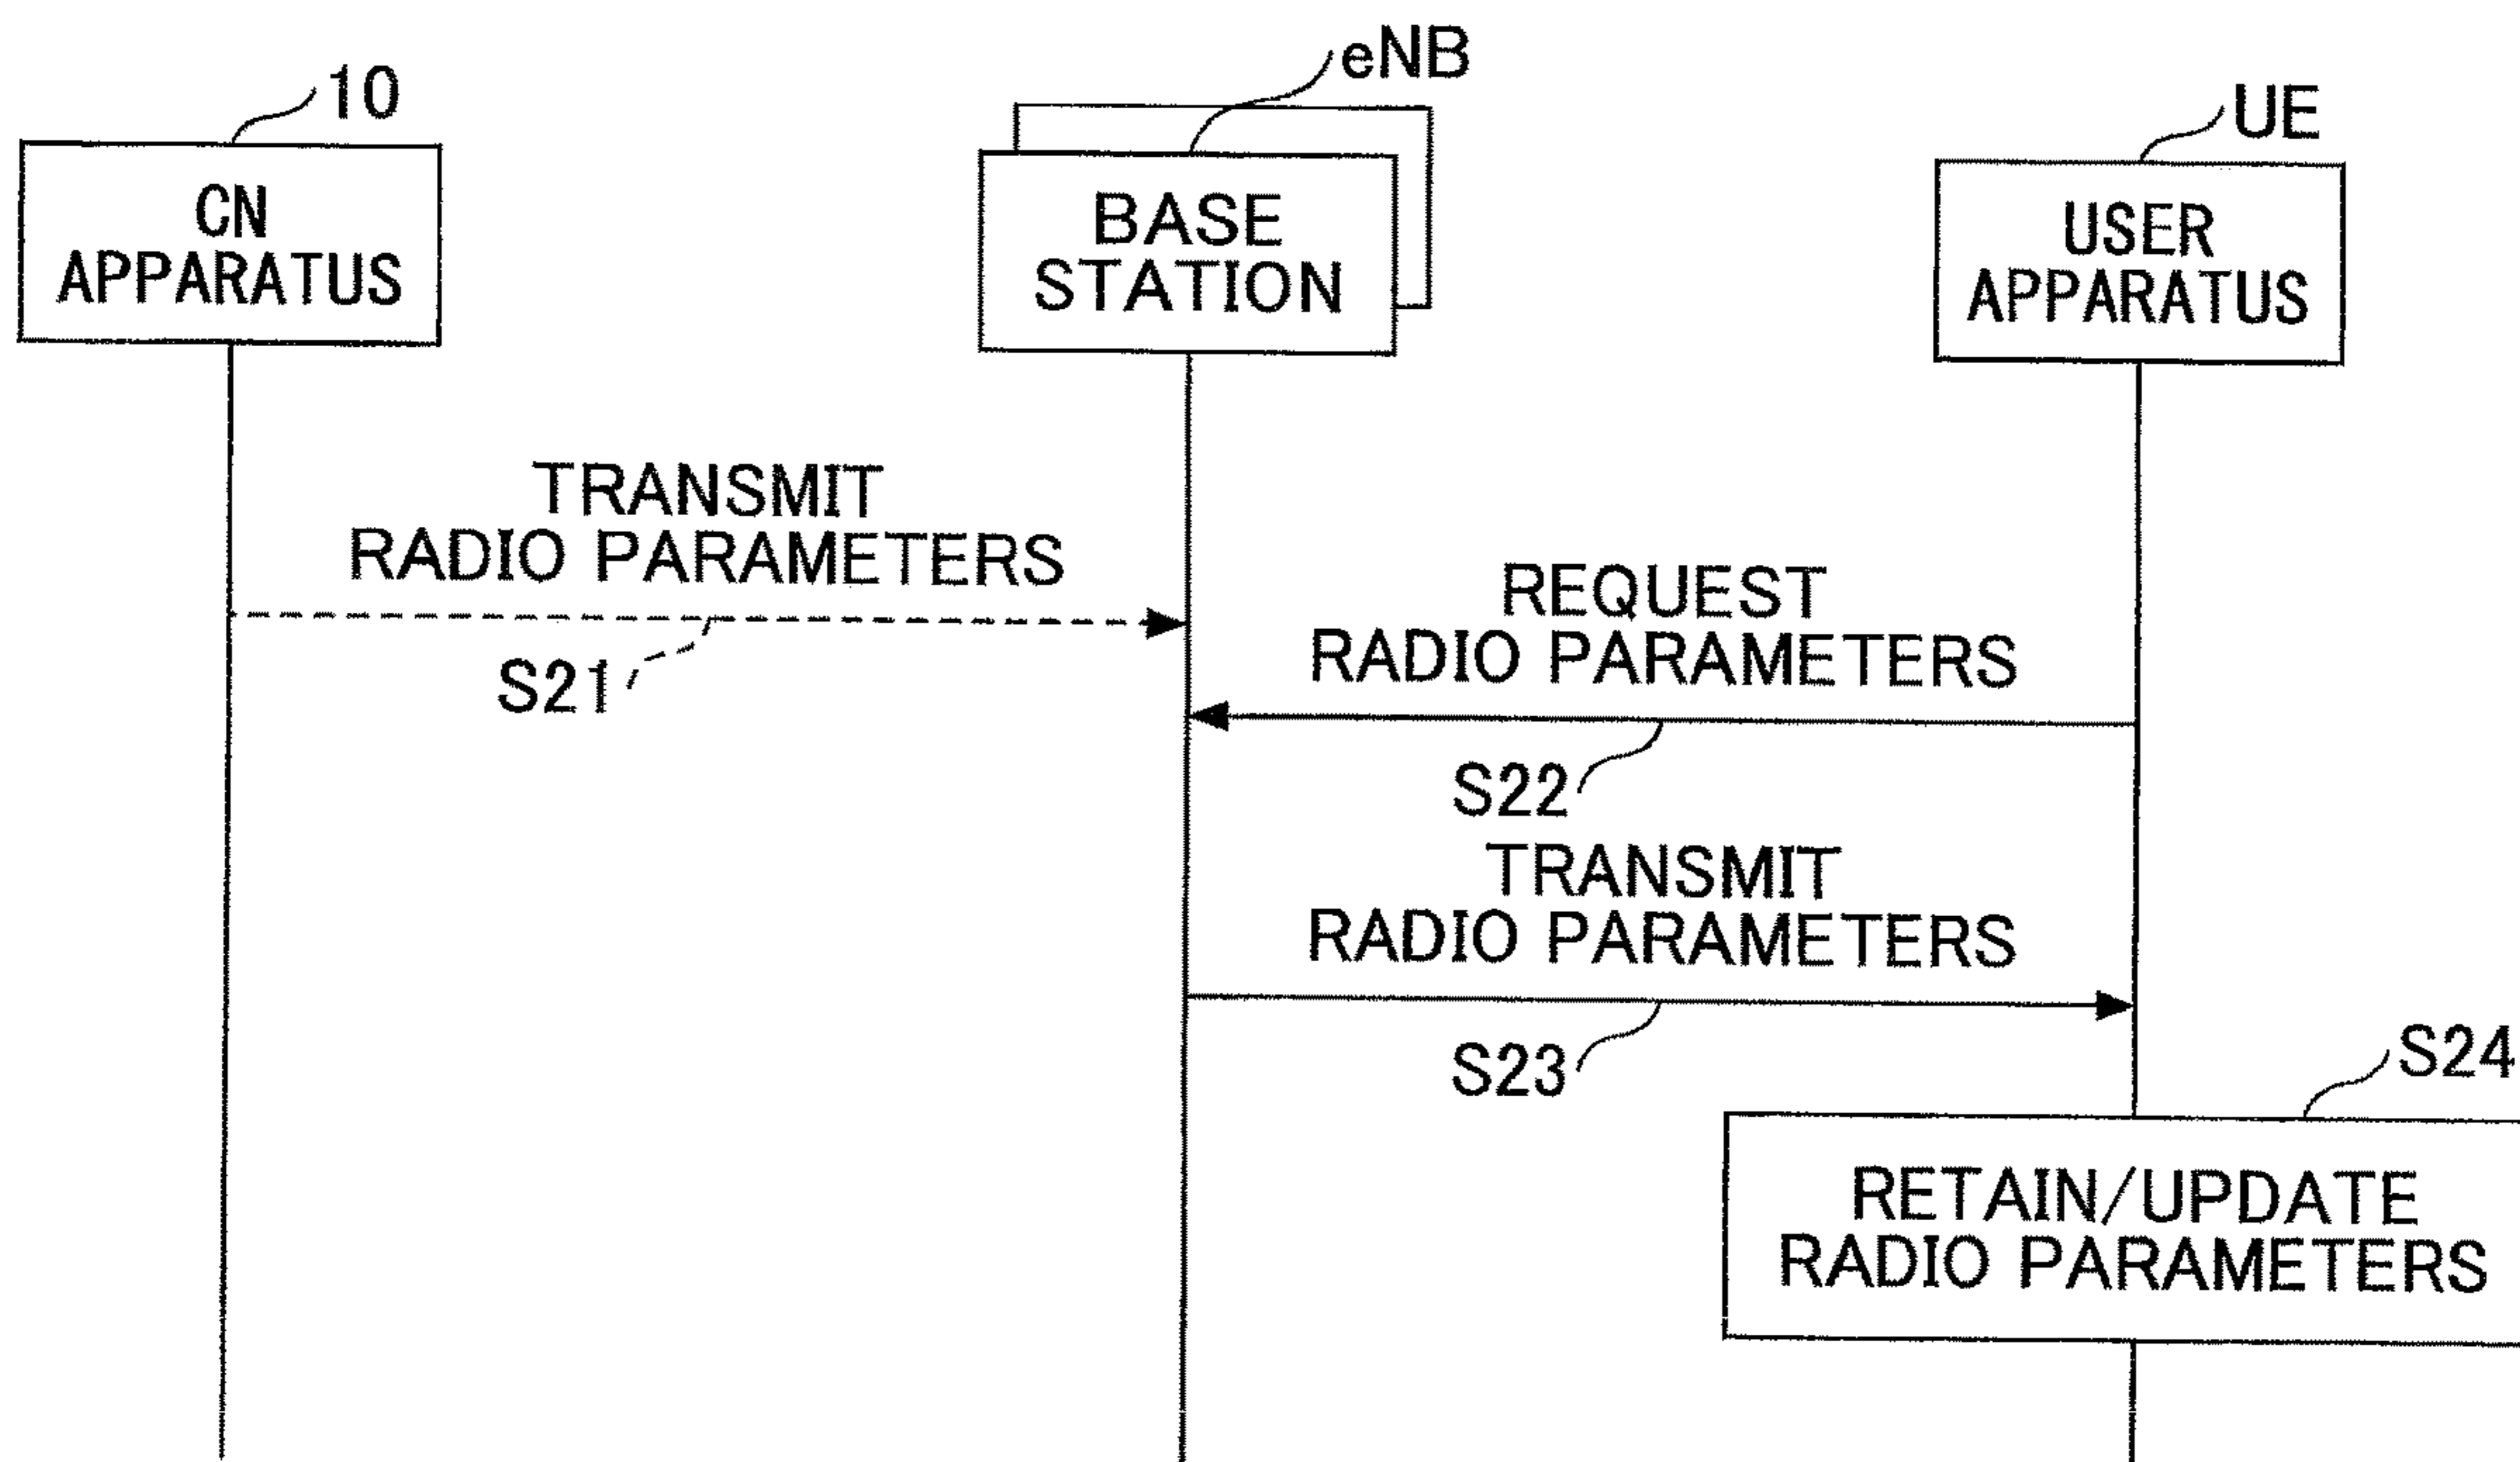 10
eNB
UE
CN
APPARATUS
BASE
STATION
USER
APPARATUS
TRANSMIT
RADIO PARAMETERS
S21
REQUEST
RADIO PARAMETERS
S22
TRANSMIT
RADIO PARAMETERS
S23
S24
RETAIN/UPDATE
RADIO PARAMETERS